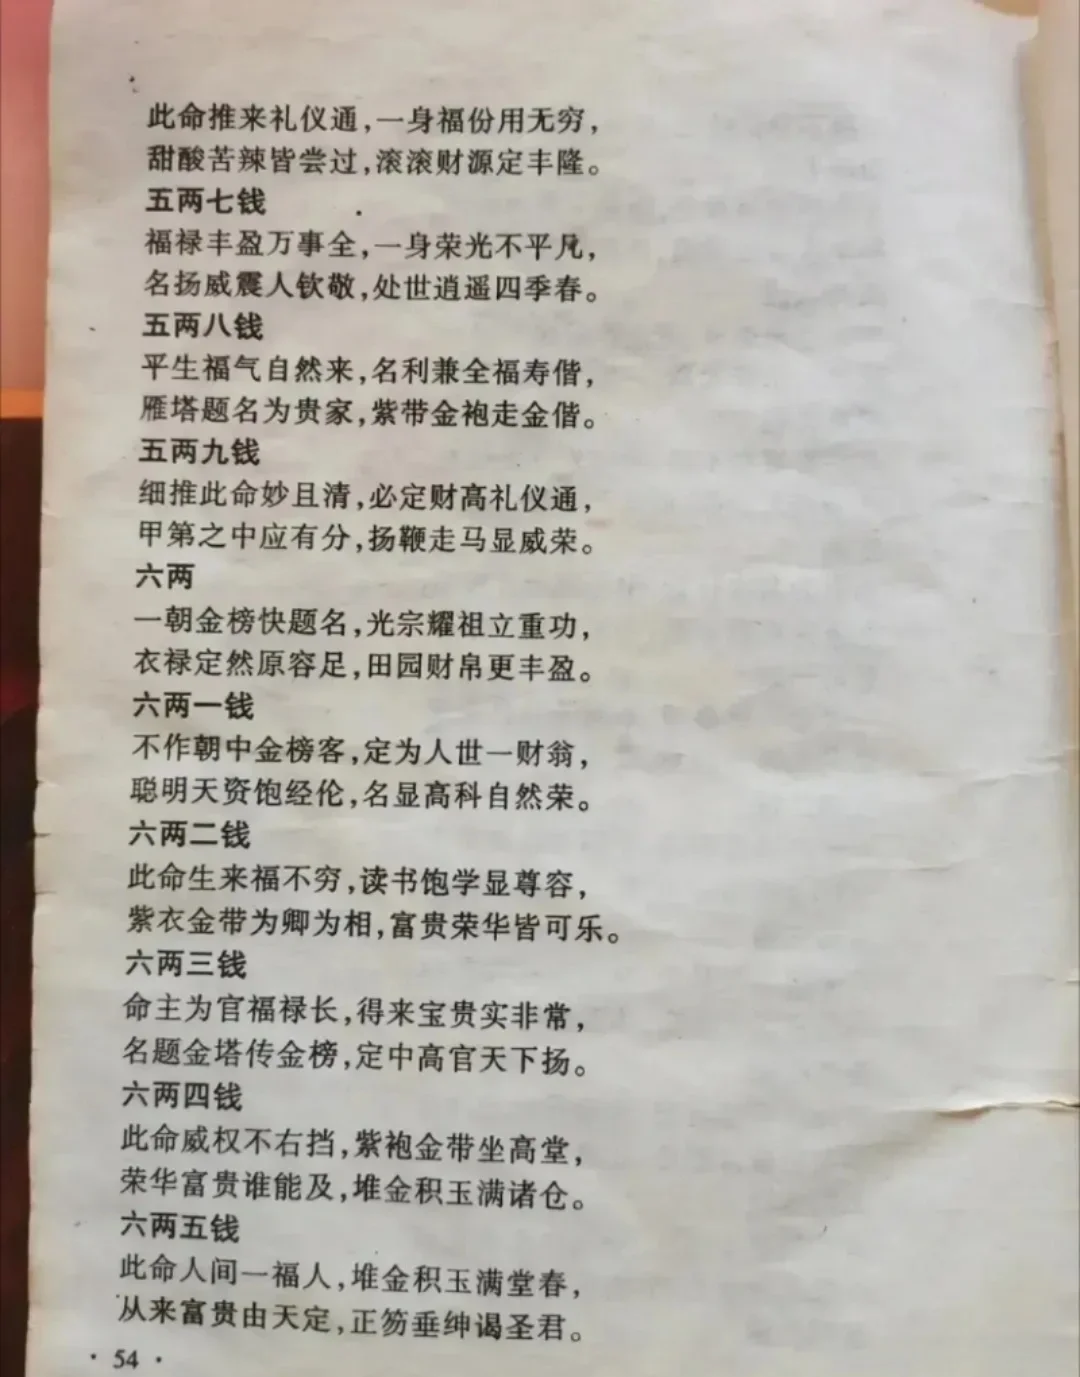 此命推来礼仪通,一身福份用无穷,
甜酸苦辣皆尝过,滚滚财源定丰隆。
五两七钱
福禄丰盈万事全,一身荣光不平凡,
名扬威震人钦敬,处世逍遥四季春。
五两八钱
平生福气自然来,名利兼全福寿偕,
雁塔题名为贵家,紫带金袍走金偕。
五两九钱
细推此命妙且清,必定财高礼仪通,
甲第之中应有分,扬鞭走马显威荣。
六两
一朝金榜快题名,光宗耀祖立重功,
衣禄定然原容足,田园财帛更丰盈。
六两一钱
不作朝中金榜客,定为人世一财翁,
聪明天资饱经伦,名显高科自然荣。
六两二钱
此命生来福不穷,读书饱学显尊容,
紫衣金带为卿为相,富贵荣华皆可乐。
六两三钱
命主为官福禄长,得来宝贵实非常,
名题金塔传金榜,定中高官天下扬。
六两四钱
此命威权不右挡,紫袍金带坐高堂,
荣华富贵谁能及,堆金积玉满诸仓。
六两五钱
此命人间一福人,堆金积玉满堂春,
从来富贵由天定,正笏垂绅谒圣君。
· 54 ·